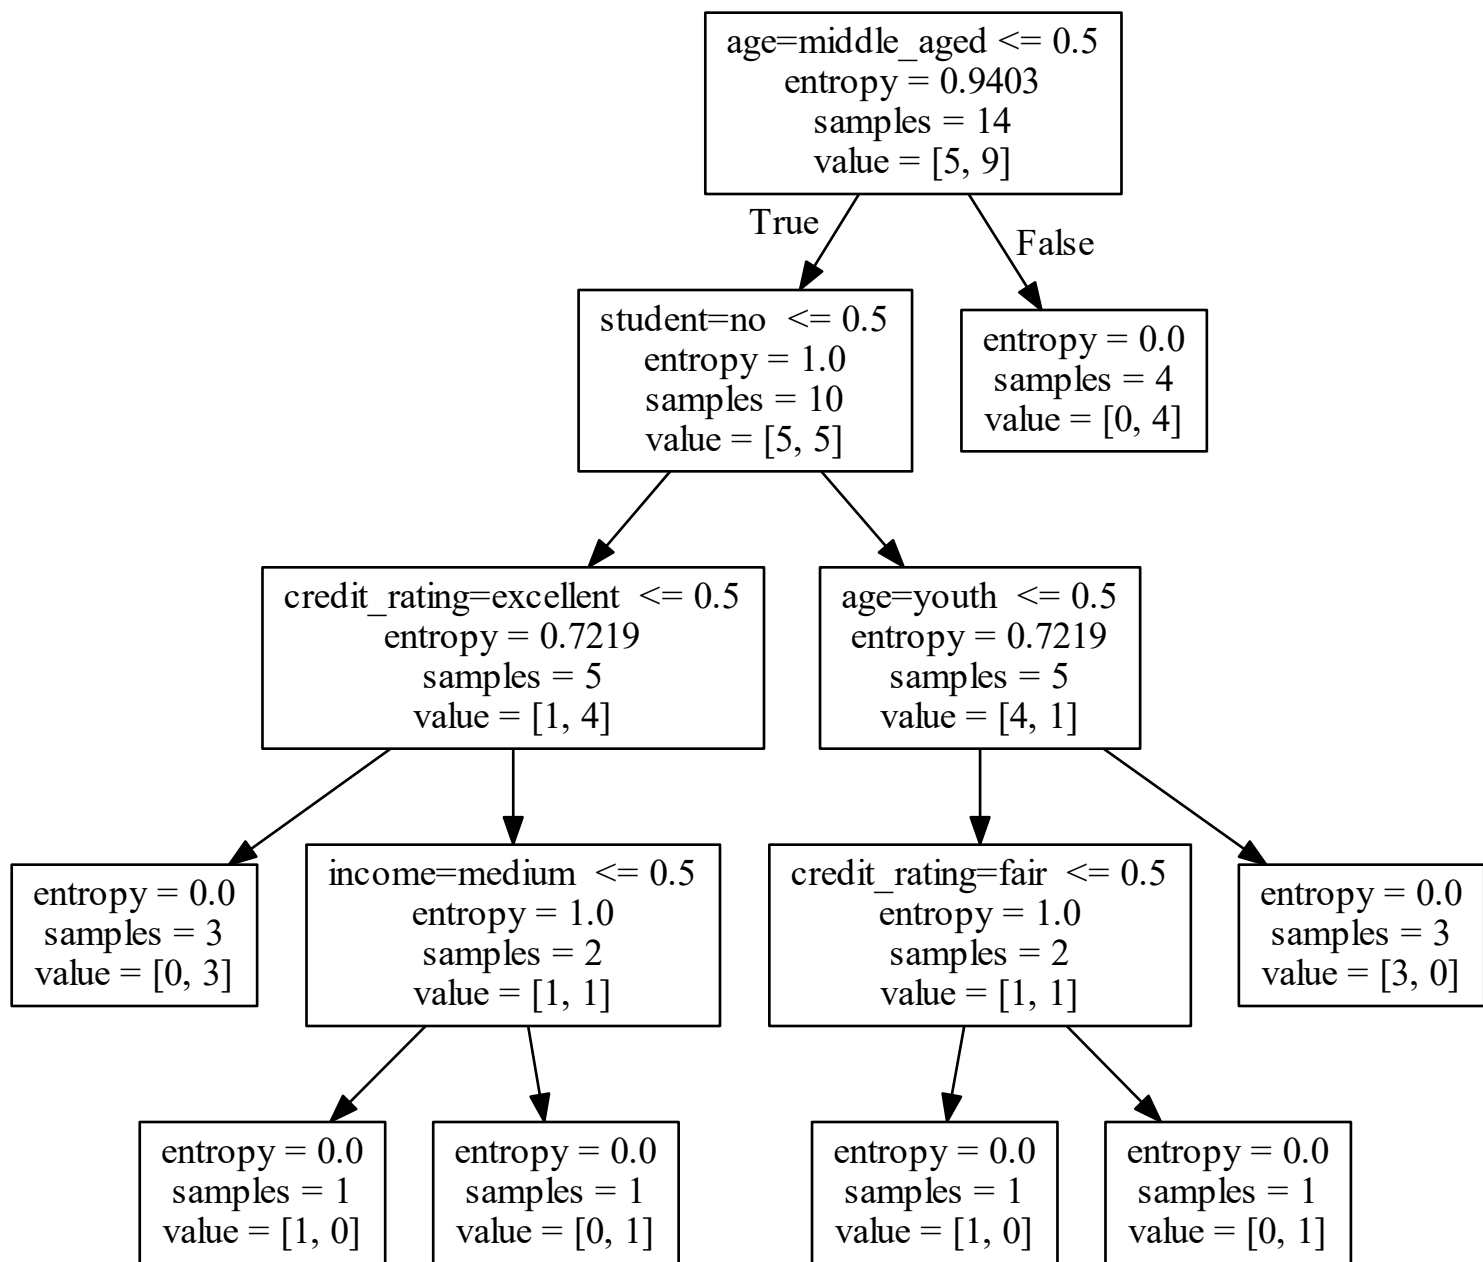 age=middle_aged <= 0.5
entropy = 0.9403
samples = 14
value = [5, 9]
True
False
student=no <= 0.5
entropy = 1.0
samples = 10
value = [5, 5]
entropy = 0.0
samples = 4
value = [0, 4]
credit_rating=excellent <= 0.5
entropy = 0.7219
samples = 5
value = [1, 4]
age=youth <= 0.5
entropy = 0.7219
samples = 5
value = [4, 1]
entropy = 0.0
samples = 3
value = [0, 3]
income=medium <= 0.5
entropy = 1.0
samples = 2
value = [1, 1]
credit_rating=fair <= 0.5
entropy = 1.0
samples = 2
value = [1, 1]
entropy = 0.0
samples = 3
value = [3, 0]
entropy = 0.0
samples = 1
value = [1, 0]
entropy = 0.0
samples = 1
value = [0, 1]
entropy = 0.0
samples = 1
value = [1, 0]
entropy = 0.0
samples = 1
value = [0, 1]